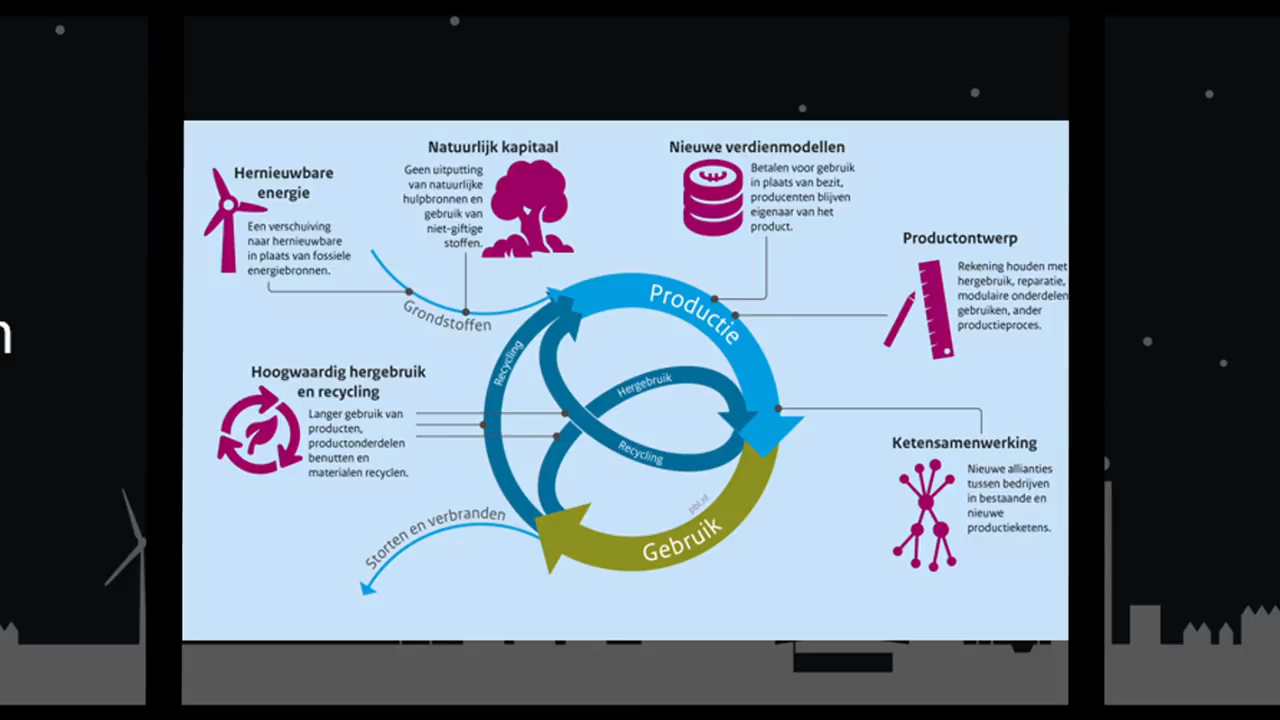 n
Hernieuwbare
energie
Een verschuiving
naar hernieuwbare
in plaats van fossiele
energiebronnen.
Natuurlijk kapitaal
Geen uitputting
van natuurlijke
hulpbronnen en
gebruik van
niet-giftige
stoffen.
Nieuwe verdienmodellen
Betalen voor gebruik
in plaats van bezit,
producenten blijven
eigenaar van het
product.
Productontwerp
Rekening houden met
hergebruik, reparatie,
modulaire onderdelen
gebruiken, ander
productieproces.
Grondstoffen
Productie
Recycling
Hergebruik
Recycling
Hoogwaardig hergebruik
en recycling
Langer gebruik van
producten,
productonderdelen
benutten en
materialen recyclen.
Ketensamenwerking
Nieuwe allianties
tussen bedrijven
in bestaande en
nieuwe
productieketens.
pbl.nl
Gebruik
Storten en verbranden